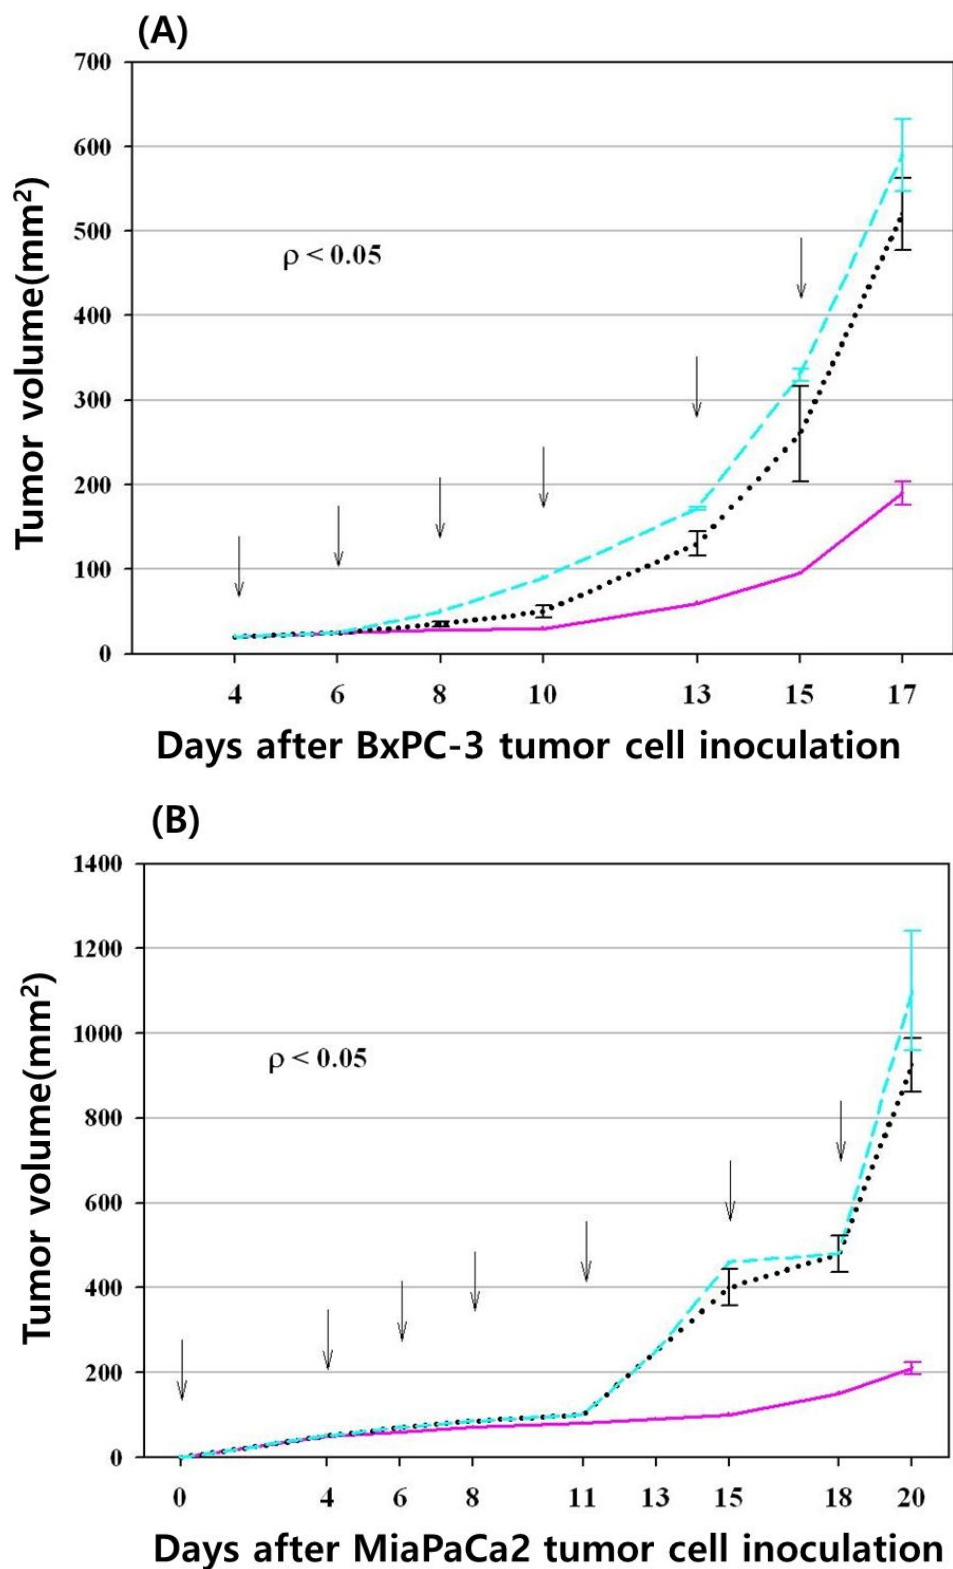 (A)
700
600
500
400
300
200
100
0
Tumor volume(mm²)
ρ < 0.05
4 6 8 10 13 15 17
Days after BxPC-3 tumor cell inoculation
(B)
1400
1200
1000
800
600
400
200
0
Tumor volume(mm²)
ρ < 0.05
0 4 6 8 11 13 15 18 20
Days after MiaPaCa2 tumor cell inoculation